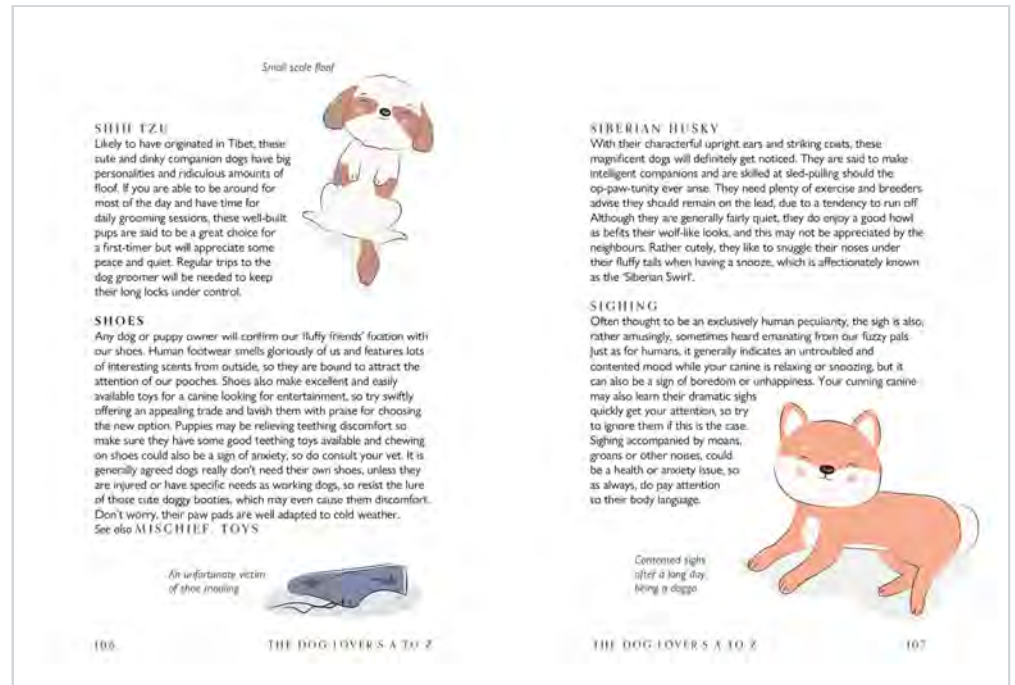 Small scale floof
SHIH TZU
Likely to have originated in Tibet, these
cute and dinky companion dogs have big
personalities and ridiculous amounts of
floof. If you are able to be around for
most of the day and have time for
daily grooming sessions, these well-built
pups are said to be a great choice for
a first-timer but will appreciate some
peace and quiet. Regular trips to the
dog groomer will be needed to keep
their long locks under control.
SHOES
Any dog or puppy owner will confirm our fluffy friends' fixation with
our shoes. Human footwear smells gloriously of us and features lots
of interesting scents from outside, so they are bound to attract the
attention of our pooches. Shoes also make excellent and easily
available toys for a canine looking for entertainment, so try swiftly
offering an appealing trade and lavish them with praise for choosing
the new option. Puppies may be relieving teething discomfort so
make sure they have some good teething toys available and chewing
on shoes could also be a sign of anxiety, so do consult your vet. It is
generally agreed dogs really don't need their own shoes, unless they
are injured or have specific needs as working dogs, so resist the lure
of those cute doggy booties, which may even cause them discomfort.
Don't worry, their paw pads are well adapted to cold weather.
See also MISCHIEF, TOYS
An unfortunate victim
of shoe mauling
106
THE DOG LOVER'S A TO Z
SIBERIAN HUSKY
With their characterful upright ears and striking coats, these
magnificent dogs will definitely get noticed. They are said to make
intelligent companions and are skilled at sled-pulling should the
op-paw-tunity ever arise. They need plenty of exercise and breeders
advise they should remain on the lead, due to a tendency to run off.
Although they are generally fairly quiet, they do enjoy a good howl
as befits their wolf-like looks, and this may not be appreciated by the
neighbours. Rather cutely, they like to snuggle their noses under
their fluffy tails when having a snooze, which is affectionately known
as the 'Siberian Swirl'.
SIGHING
Often thought to be an exclusively human peculiarity, the sigh is also,
rather amusingly, sometimes heard emanating from our fuzzy pals.
Just as for humans, it generally indicates an untroubled and
contented mood while your canine is relaxing or snoozing, but it
can also be a sign of boredom or unhappiness. Your cunning canine
may also learn their dramatic sighs
quickly get your attention, so try
to ignore them if this is the case.
Sighing accompanied by moans,
groans or other noises, could
be a health or anxiety issue, so
as always, do pay attention
to their body language.
Contented sighs
after a long day
being a doggo
THE DOG LOVER'S A TO Z
107